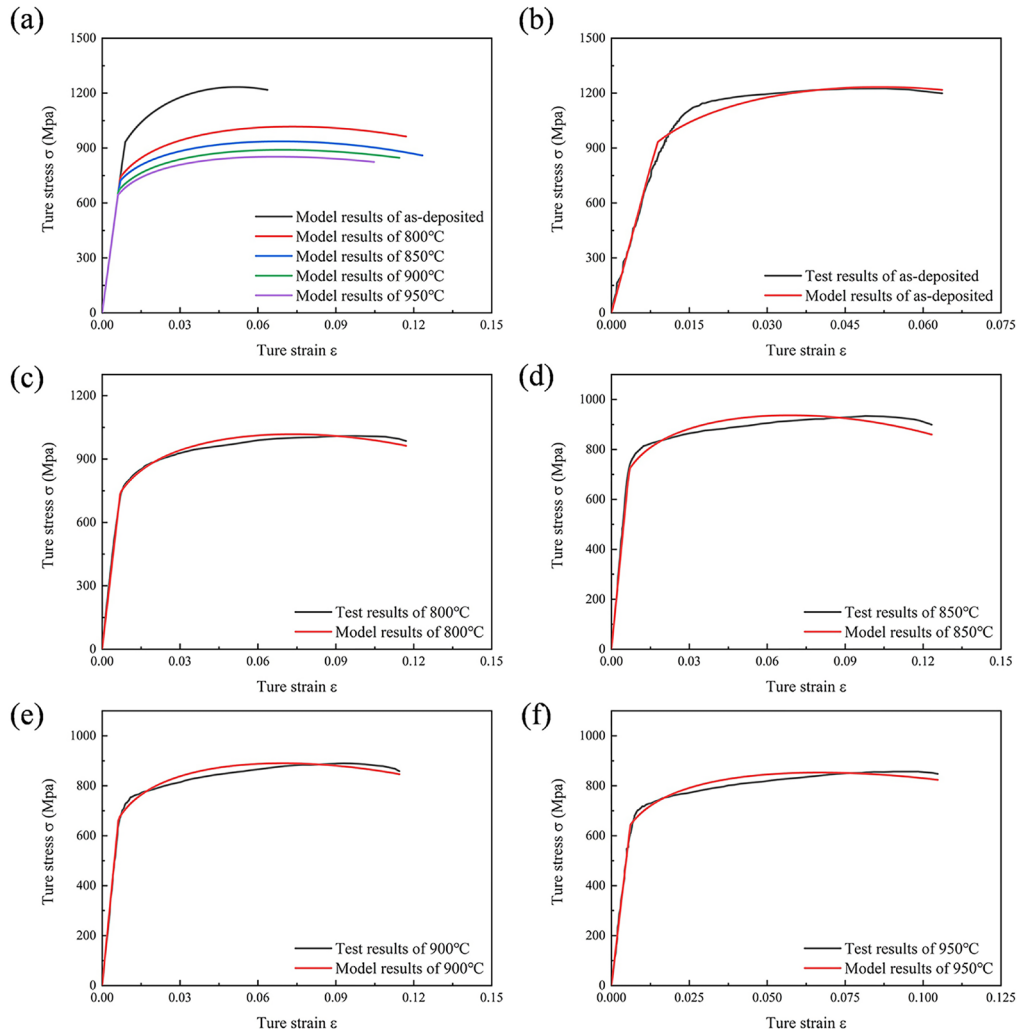 (a)
1500
1200
900
600
300
0
Ture stress σ (Mpa)
Model results of as-deposited
Model results of 800℃
Model results of 850℃
Model results of 900℃
Model results of 950℃
0.00 0.03 0.06 0.09 0.12 0.15
Ture strain ε
(b)
1500
1200
900
600
300
0
Ture stress σ (Mpa)
Test results of as-deposited
Model results of as-deposited
0.000 0.015 0.030 0.045 0.060 0.075
Ture strain ε
(c)
1200
900
600
300
0
Ture stress σ (Mpa)
Test results of 800℃
Model results of 800℃
0.00 0.03 0.06 0.09 0.12 0.15
Ture strain ε
(d)
1000
800
600
400
200
0
Ture stress σ (Mpa)
Test results of 850℃
Model results of 850℃
0.00 0.03 0.06 0.09 0.12 0.15
Ture strain ε
(e)
1000
800
600
400
200
0
Ture stress σ (Mpa)
Test results of 900℃
Model results of 900℃
0.00 0.03 0.06 0.09 0.12 0.15
Ture strain ε
(f)
1000
800
600
400
200
0
Ture stress σ (Mpa)
Test results of 950℃
Model results of 950℃
0.000 0.025 0.050 0.075 0.100 0.125
Ture strain ε